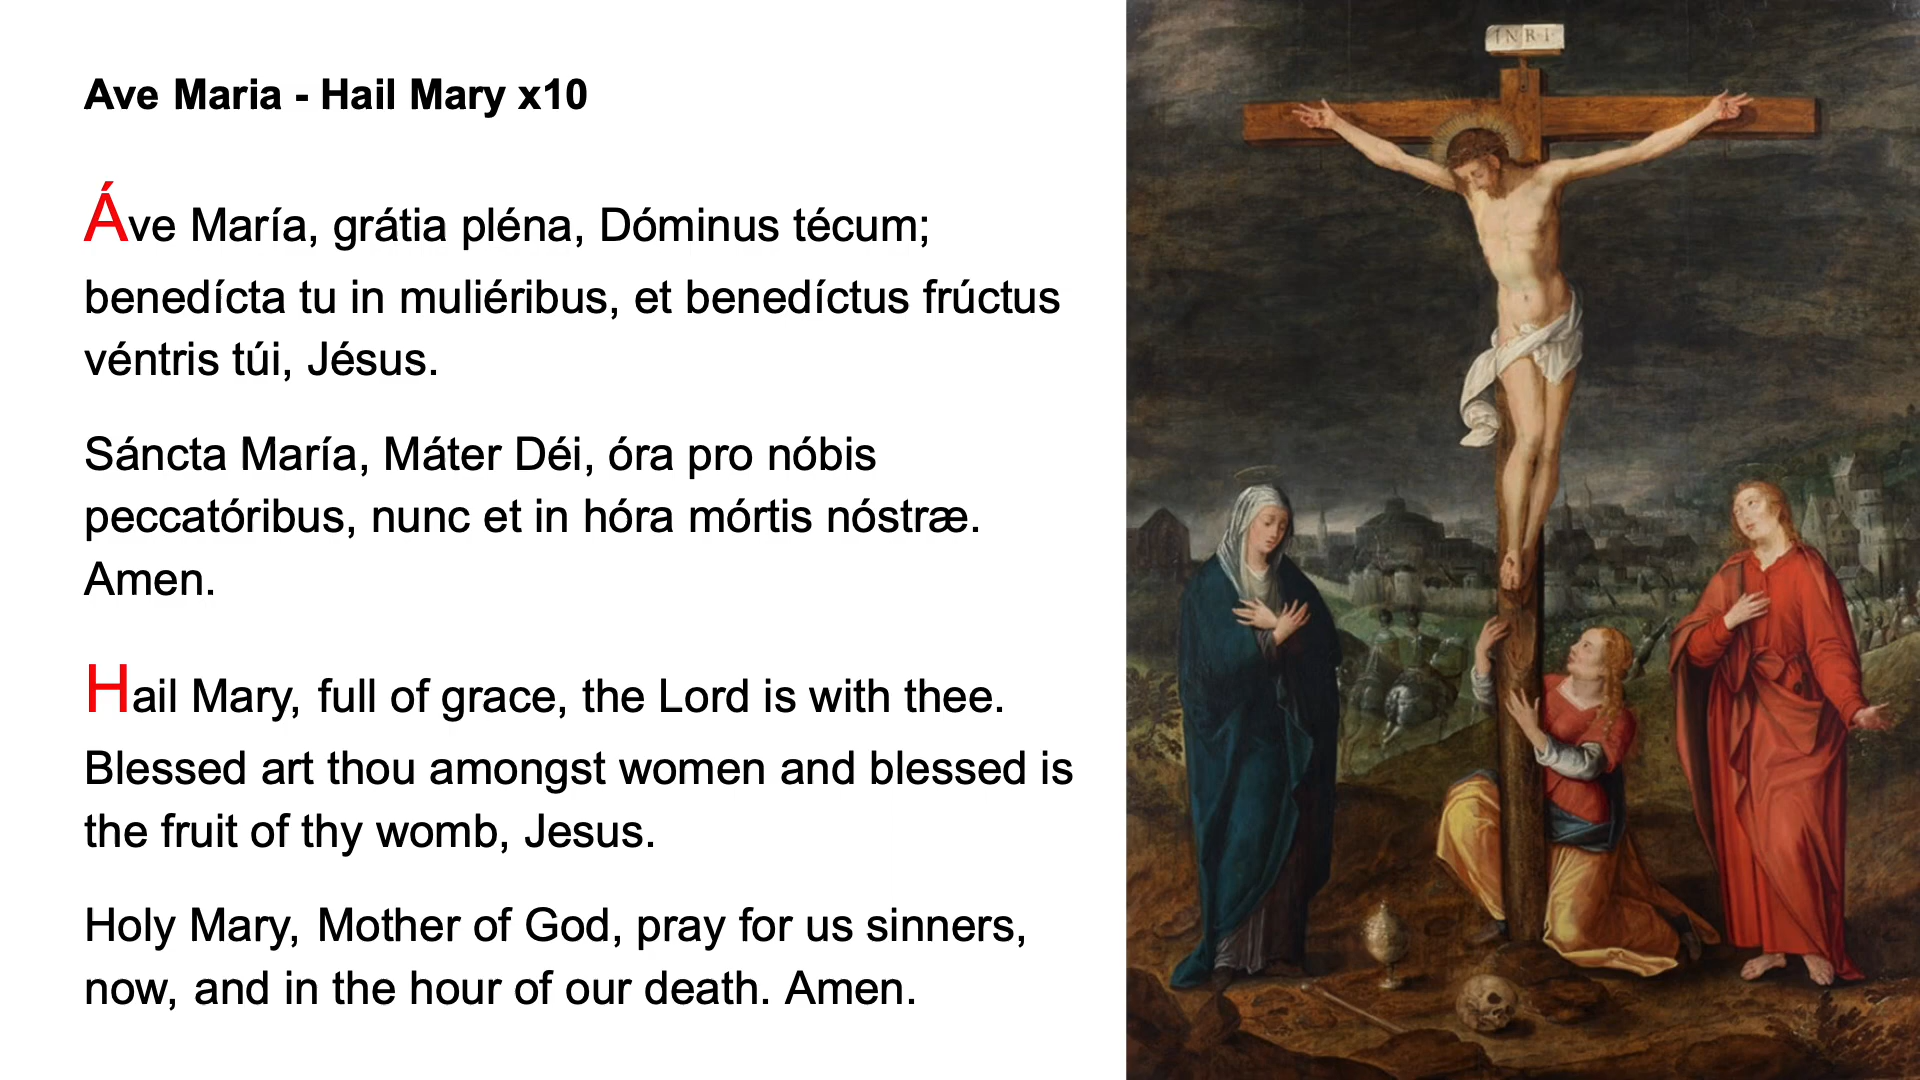 Ave Maria - Hail Mary x10
Áve María, grátia pléna, Dóminus técum;
benedícta tu in muliéribus, et benedíctus frúctus
véntris túi, Jésus.
Sáncta María, Máter Déi, óra pro nóbis
peccatóribus, nunc et in hóra mórtis nóstræ.
Amen.
Hail Mary, full of grace, the Lord is with thee.
Blessed art thou amongst women and blessed is
the fruit of thy womb, Jesus.
Holy Mary, Mother of God, pray for us sinners,
now, and in the hour of our death. Amen.
INRI